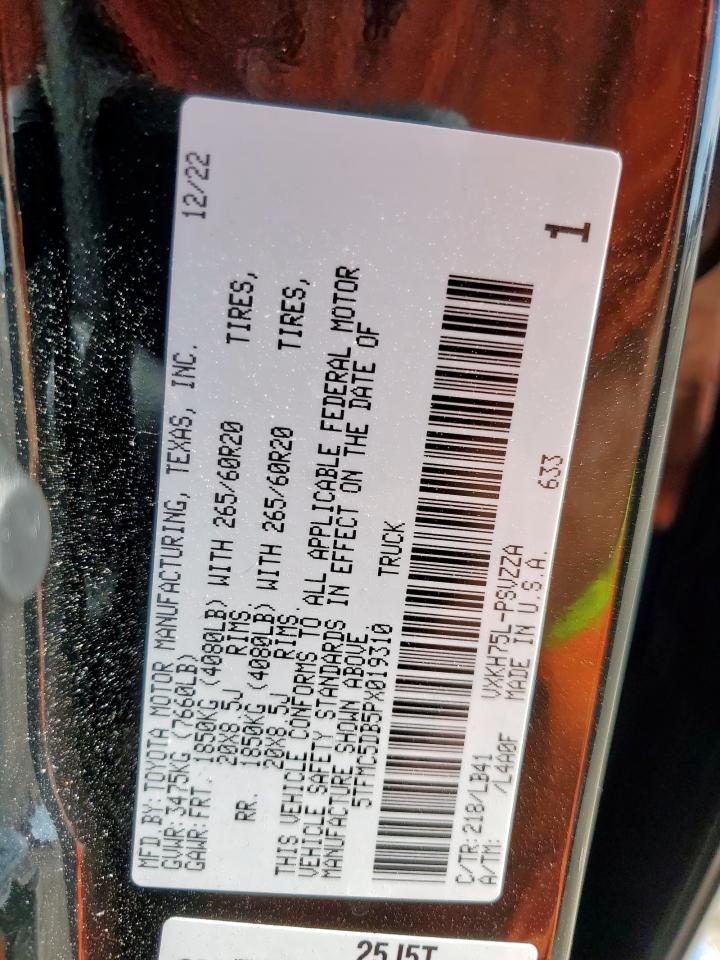 MFD.BY:TOYOTA MOTOR MANUFACTURING, TEXAS, INC. 12/22
GVWR:3475KG (7660LB)
GAWR:FRT. 1850KG (4080LB) WITH 265/60R20 TIRES,
20X8.5J RIMS.
RR. 1850KG (4080LB) WITH 265/60R20 TIRES,
20X8.5J RIMS.
THIS VEHICLE CONFORMS TO ALL APPLICABLE FEDERAL MOTOR
VEHICLE SAFETY STANDARDS IN EFFECT ON THE DATE OF
MANUFACTURE SHOWN ABOVE.
5TFMC5DB5PX019310 TRUCK
1
C/TR:218/LB41 VXKH75L-PSVZZA
A/TM: /L4A0F MADE IN U.S.A. 633
25J5T